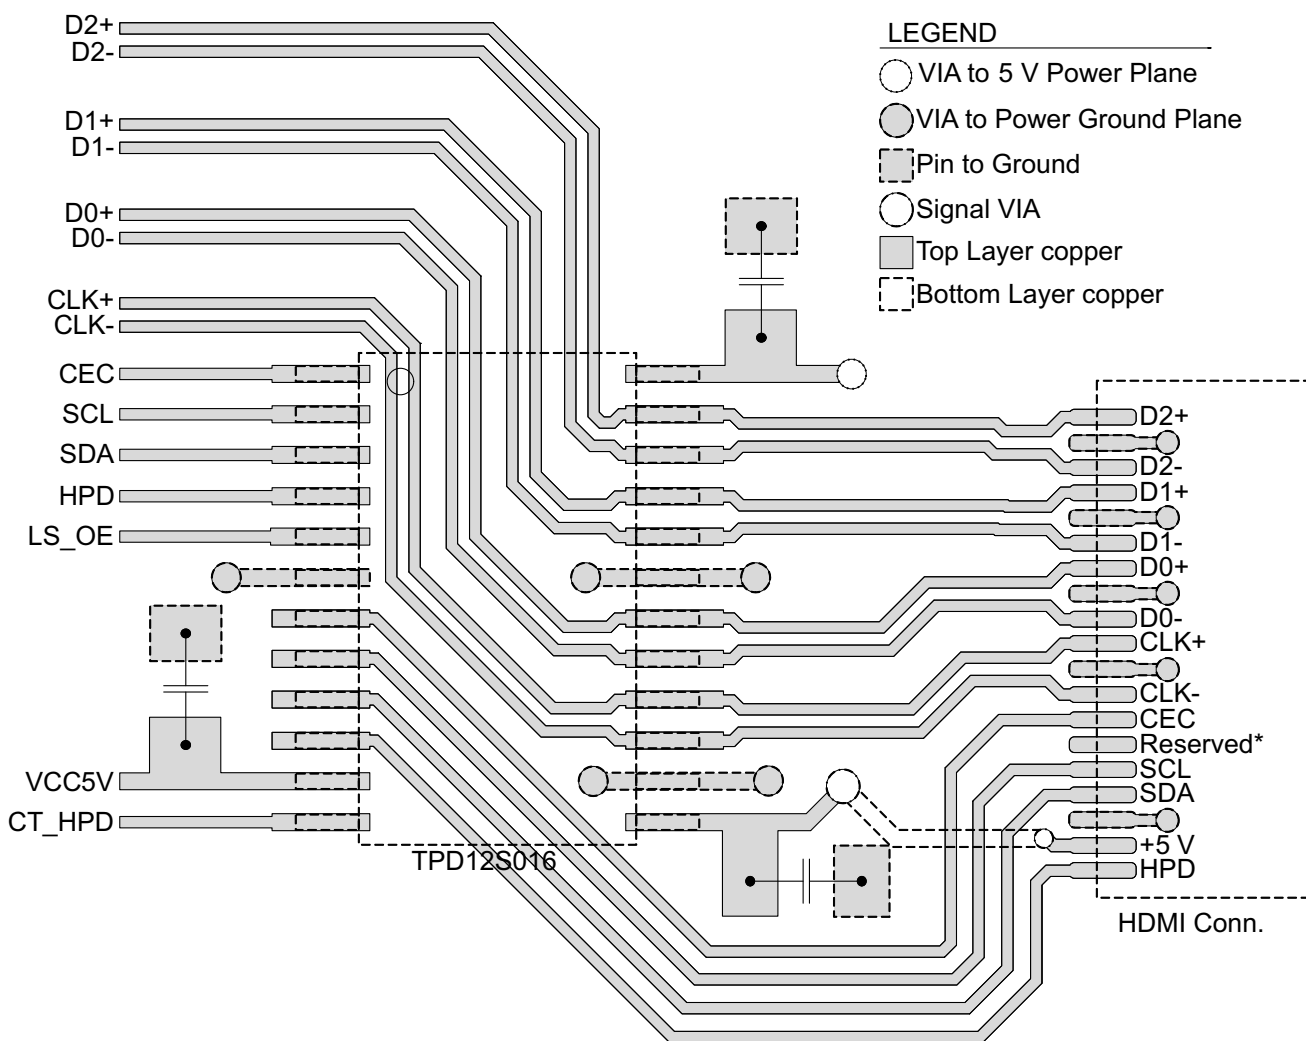 D2+
D2-
D1+
D1-
D0+
D0-
CLK+
CLK-
CEC
SCL
SDA
HPD
LS_OE
VCC5V
CT_HPD
TPD12S016
LEGEND
VIA to 5 V Power Plane
VIA to Power Ground Plane
Pin to Ground
Signal VIA
Top Layer copper
Bottom Layer copper
D2+
D2-
D1+
D1-
D0+
D0-
CLK+
CLK-
CEC
Reserved*
SCL
SDA
+5 V
HPD
HDMI Conn.